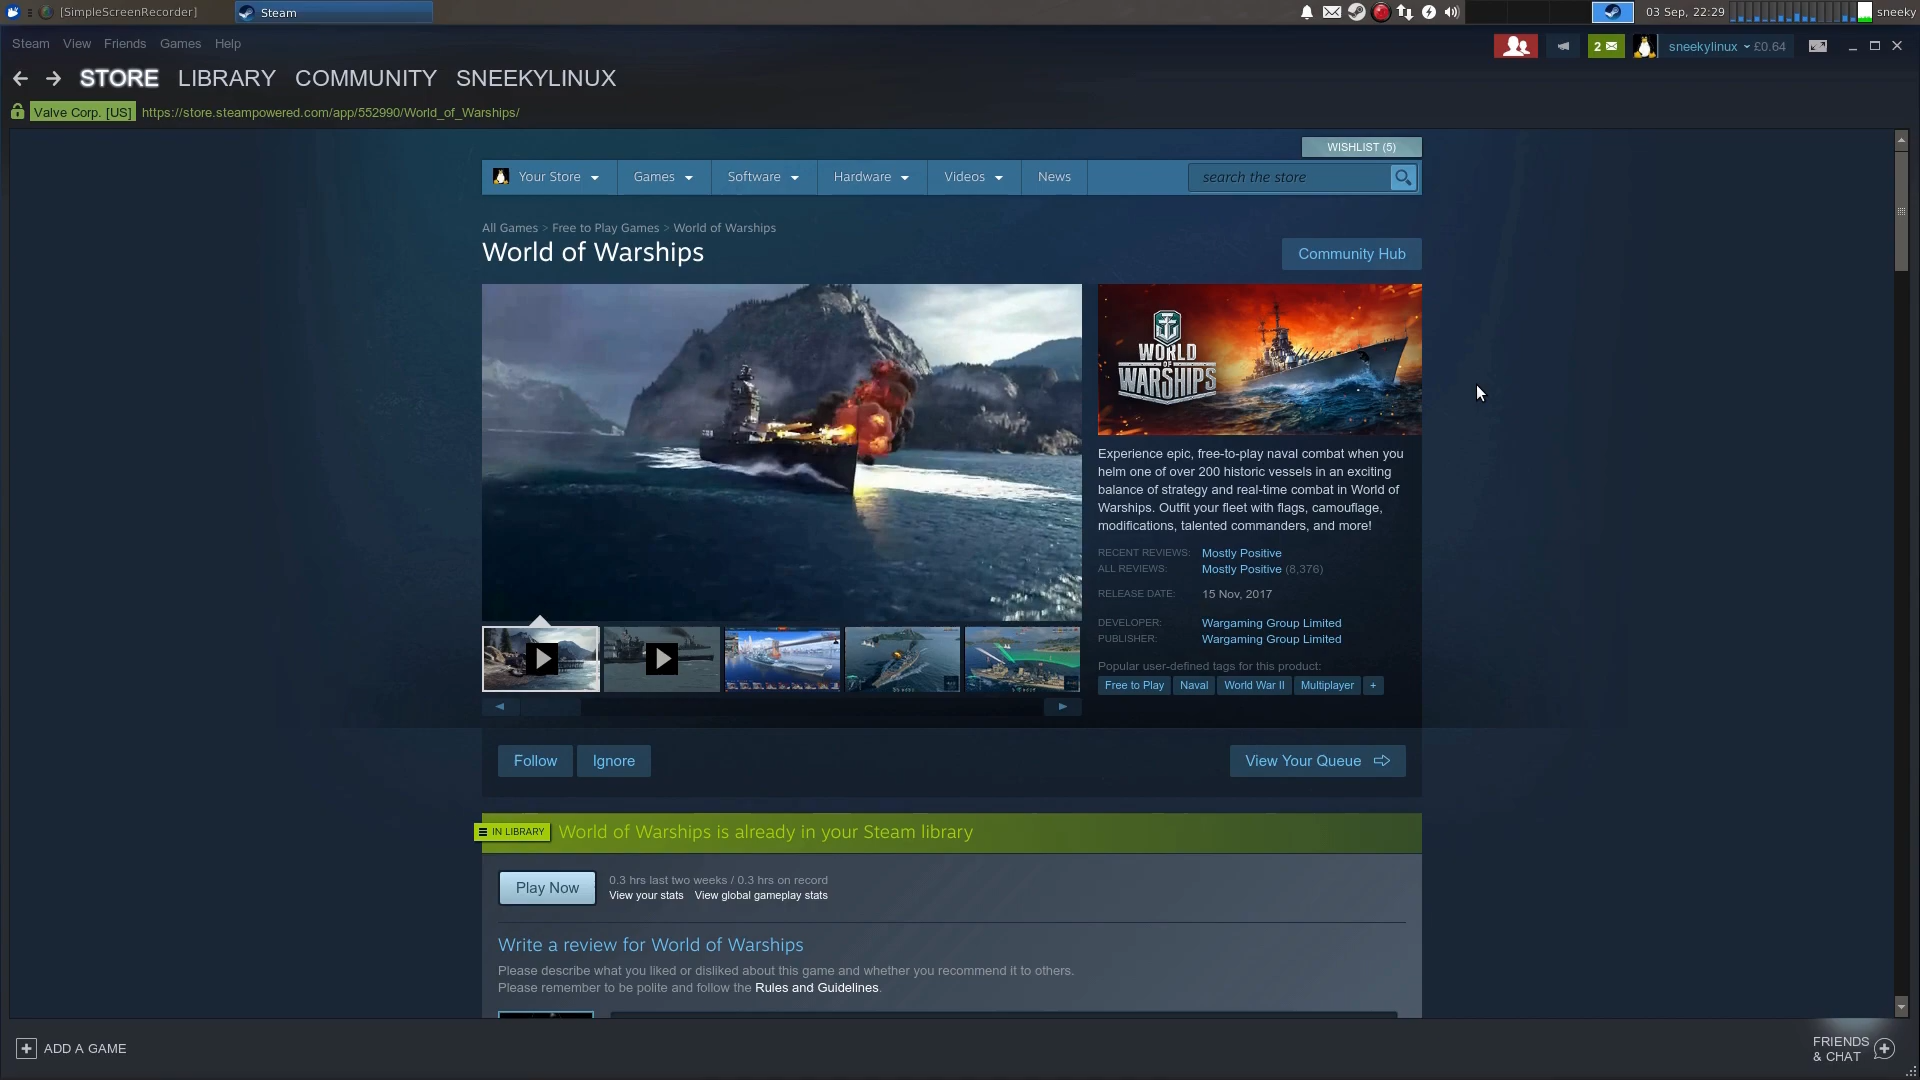 [SimpleScreenRecorder]
Steam
03 Sep, 22:29
sneeky
Steam View Friends Games Help
2
sneekylinux
£0.64
STORE LIBRARY COMMUNITY SNEEKYLINUX
Valve Corp. [US]
https://store.steampowered.com/app/552990/World_of_Warships/
WISHLIST (5)
Your Store Games Software Hardware Videos News
search the store
All Games > Free to Play Games > World of Warships
World of Warships
Community Hub
WORLD
OF
WARSHIPS
Experience epic, free-to-play naval combat when you
helm one of over 200 historic vessels in an exciting
balance of strategy and real-time combat in World of
Warships. Outfit your fleet with flags, camouflage,
modifications, talented commanders, and more!
RECENT REVIEWS: Mostly Positive
ALL REVIEWS: Mostly Positive (8,376)
RELEASE DATE: 15 Nov, 2017
DEVELOPER: Wargaming Group Limited
PUBLISHER: Wargaming Group Limited
Popular user-defined tags for this product:
Free to Play Naval World War II Multiplayer +
Follow Ignore
View Your Queue
IN LIBRARY
World of Warships is already in your Steam library
Play Now
0.3 hrs last two weeks / 0.3 hrs on record
View your stats View global gameplay stats
Write a review for World of Warships
Please describe what you liked or disliked about this game and whether you recommend it to others.
Please remember to be polite and follow the Rules and Guidelines.
ADD A GAME
FRIENDS
& CHAT